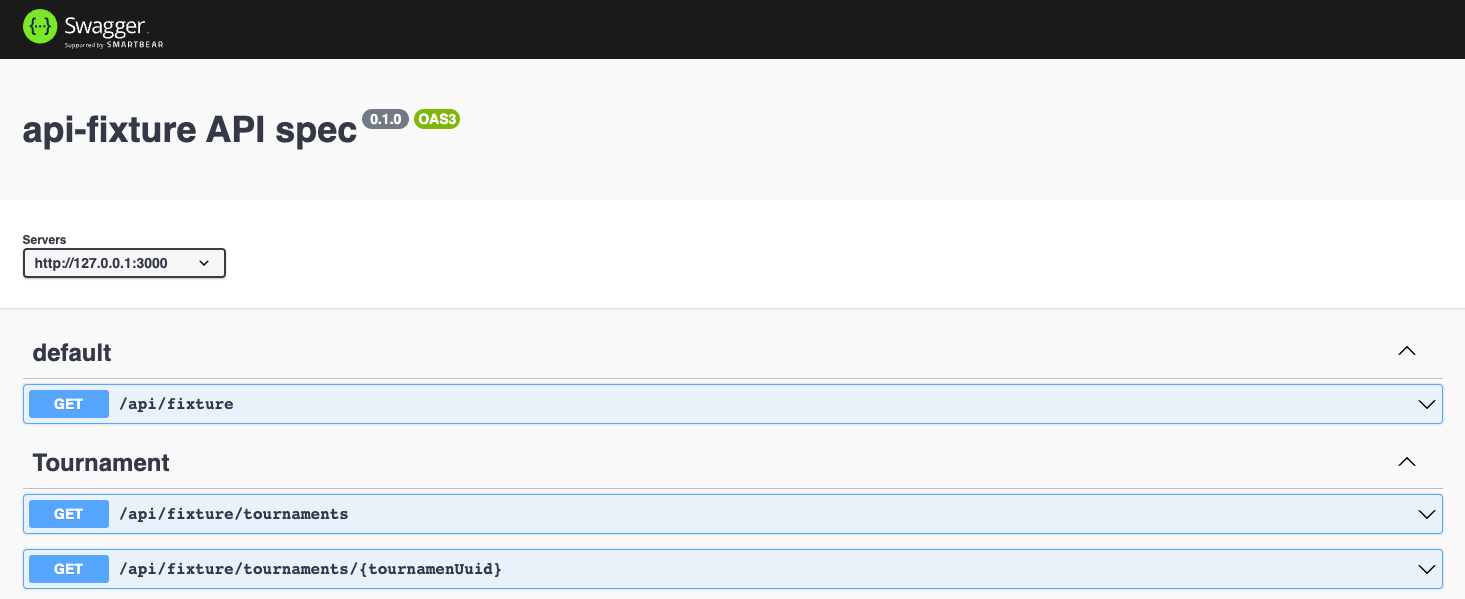 Swagger
Supported by SMARTBEAR
api-fixture API spec 0.1.0 OAS3
Servers
http://127.0.0.1:3000
default
GET /api/fixture
Tournament
GET /api/fixture/tournaments
GET /api/fixture/tournaments/{tournamenUuid}